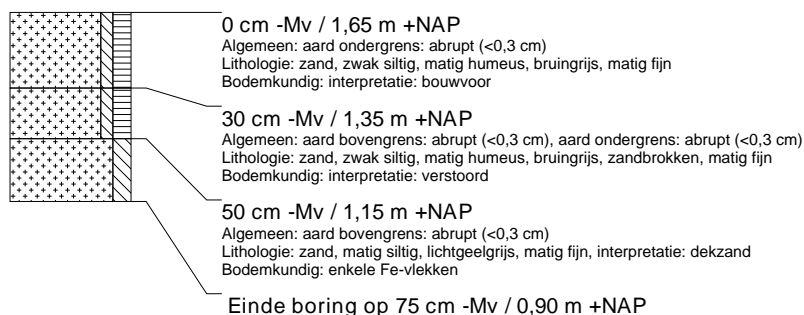 0 cm -Mv / 1,65 m +NAP
Algemeen: aard ondergrens: abrupt (<0,3 cm)
Lithologie: zand, zwak siltig, matig humeus, bruingrijs, matig fijn
Bodemkundig: interpretatie: bouwvoor
30 cm -Mv / 1,35 m +NAP
Algemeen: aard bovengrens: abrupt (<0,3 cm), aard ondergrens: abrupt (<0,3 cm)
Lithologie: zand, zwak siltig, matig humeus, bruingrijs, zandbrokken, matig fijn
Bodemkundig: interpretatie: verstoord
50 cm -Mv / 1,15 m +NAP
Algemeen: aard bovengrens: abrupt (<0,3 cm)
Lithologie: zand, matig siltig, lichtgeelgrijs, matig fijn, interpretatie: dekzand
Bodemkundig: enkele Fe-vlekken
Einde boring op 75 cm -Mv / 0,90 m +NAP